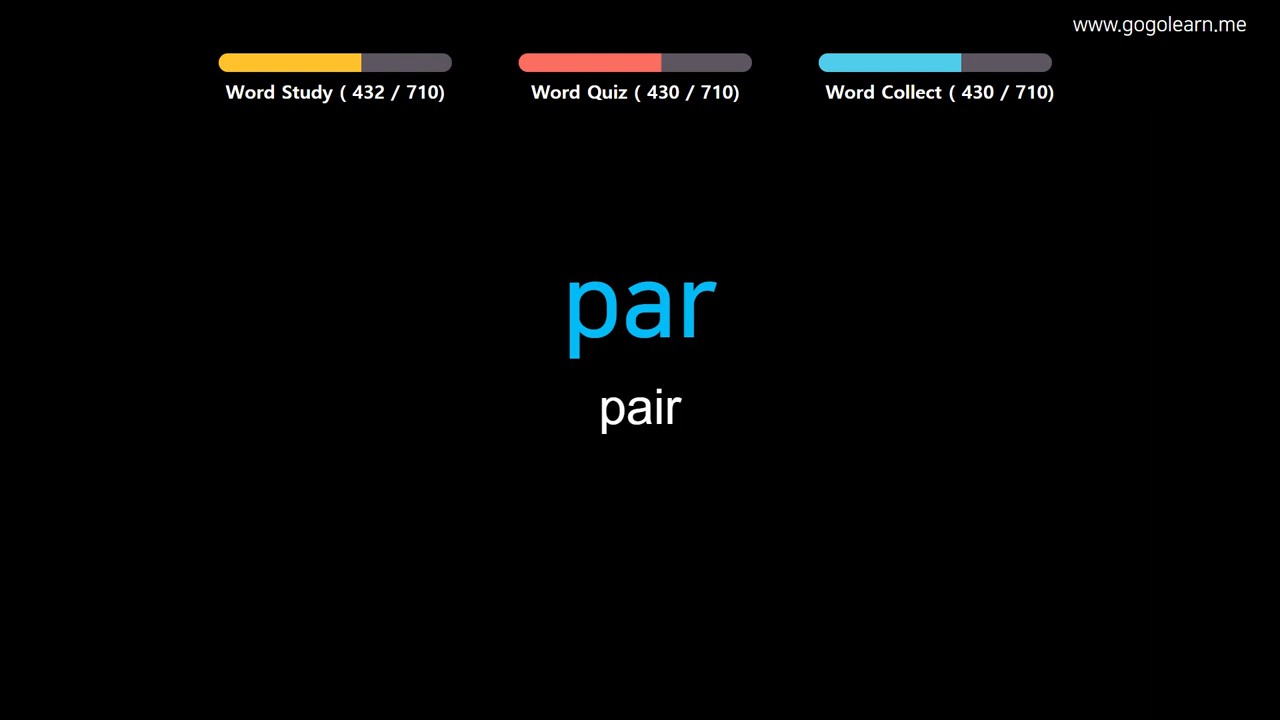 www.gogolearn.me
Word Study ( 432 / 710)
Word Quiz ( 430 / 710)
Word Collect ( 430 / 710)
par
pair